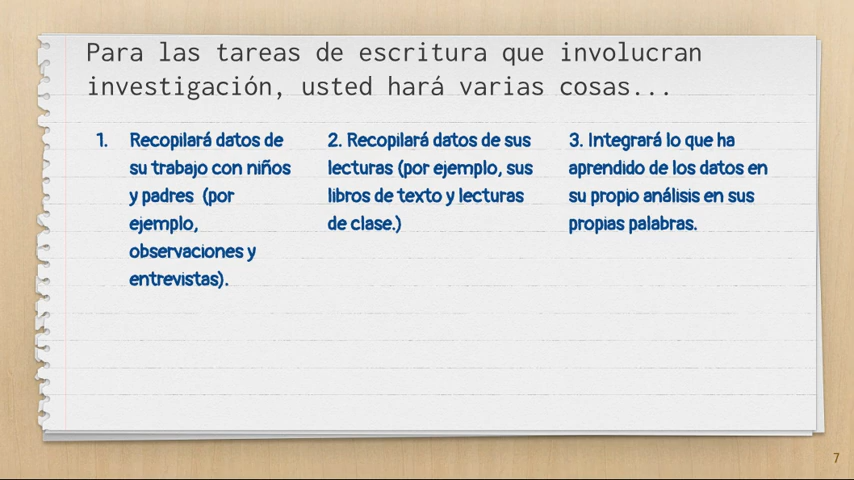 Para las tareas de escritura que involucran
investigación, usted hará varias cosas...
1. Recopilará datos de
su trabajo con niños
y padres (por
ejemplo,
observaciones y
entrevistas).
2. Recopilará datos de sus
lecturas (por ejemplo, sus
libros de texto y lecturas
de clase.)
3. Integrará lo que ha
aprendido de los datos en
su propio análisis en sus
propias palabras.
7